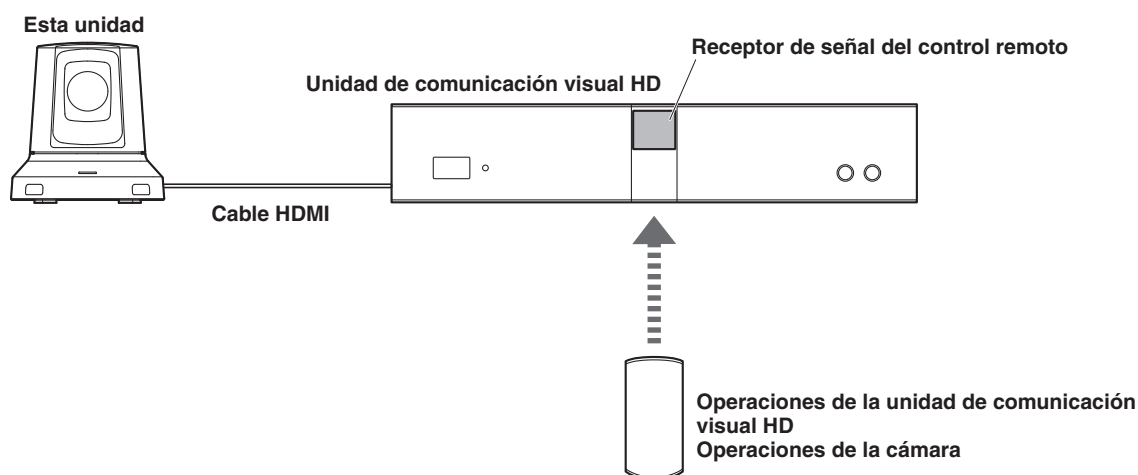 Esta unidad
Receptor de señal del control remoto
Unidad de comunicación visual HD
Cable HDMI
Operaciones de la unidad de comunicación
visual HD
Operaciones de la cámara